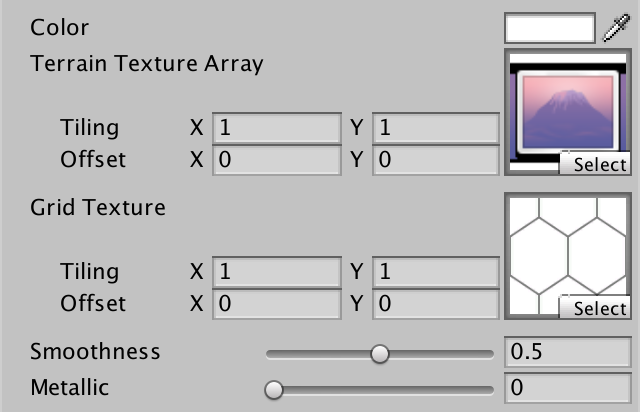 Color
Terrain Texture Array
Tiling X 1 Y 1
Offset X 0 Y 0
Select
Grid Texture
Tiling X 1 Y 1
Offset X 0 Y 0
Select
Smoothness 0.5
Metallic 0